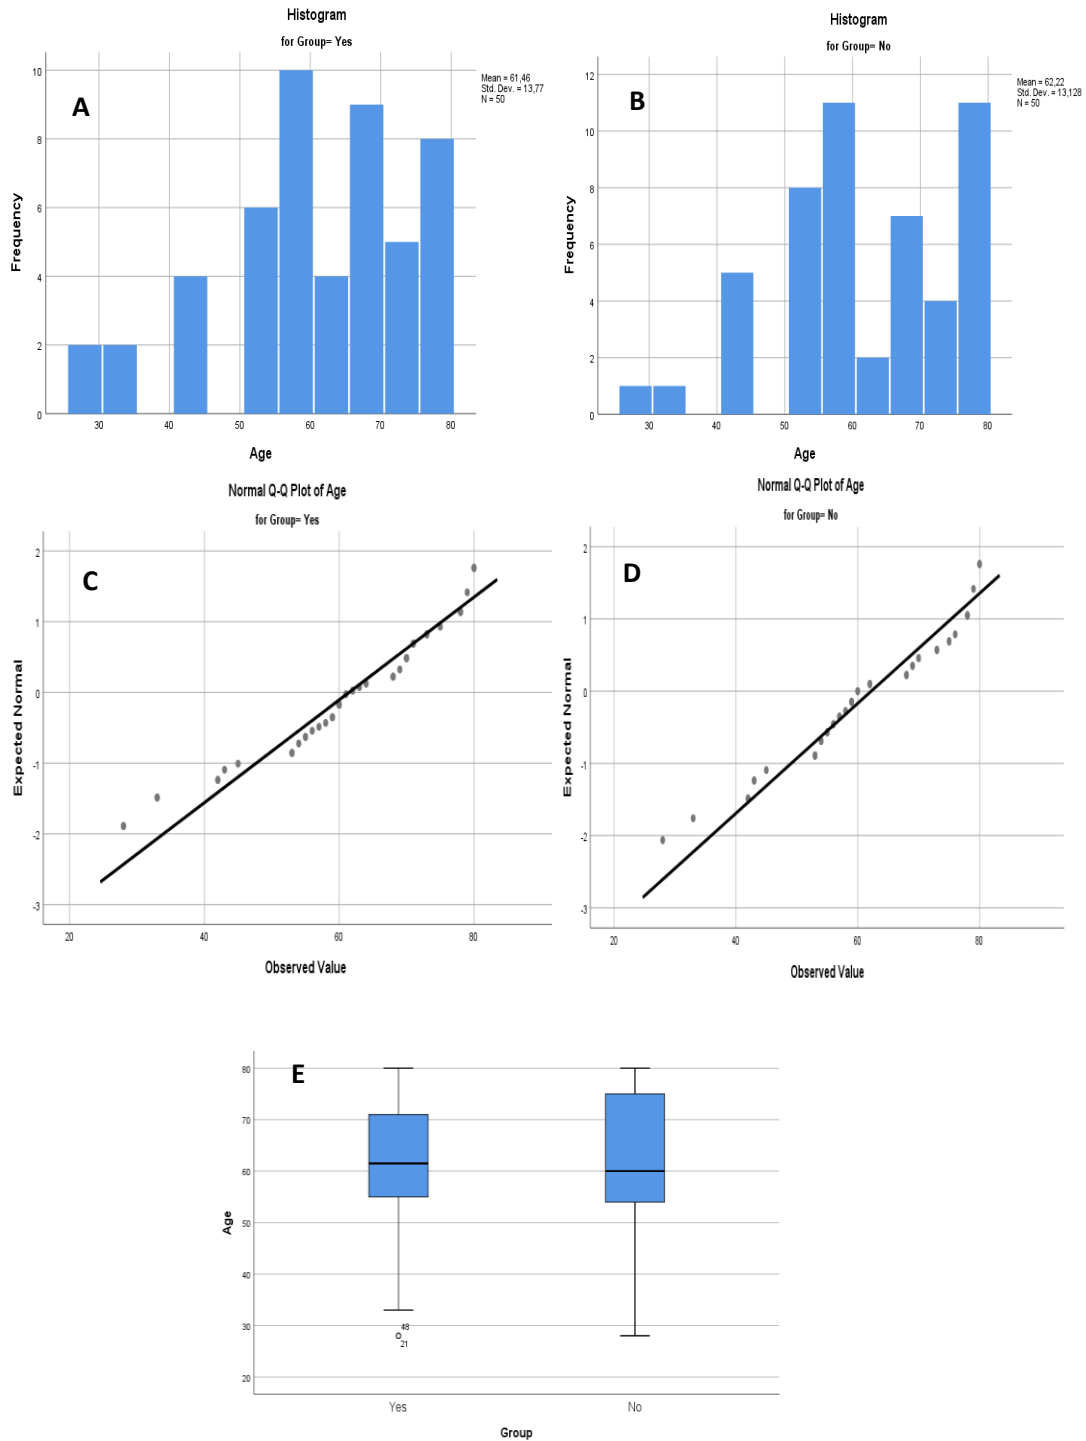 Histogram
for Group= Yes
A
Mean = 61,46
Std. Dev. = 13,77
N = 50
10
8
6
4
2
0
Frequency
30 40 50 60 70 80
Age
Histogram
for Group= No
B
Mean = 62,22
Std. Dev. = 13,128
N = 50
12
10
8
6
4
2
0
Frequency
30 40 50 60 70 80
Age
Normal Q-Q Plot of Age
for Group= Yes
C
2
1
0
-1
-2
-3
Expected Normal
20 40 60 80
Observed Value
Normal Q-Q Plot of Age
for Group= No
D
2
1
0
-1
-2
-3
Expected Normal
20 40 60 80
Observed Value
E
80
70
60
50
40
30
20
Age
48
21
Yes No
Group